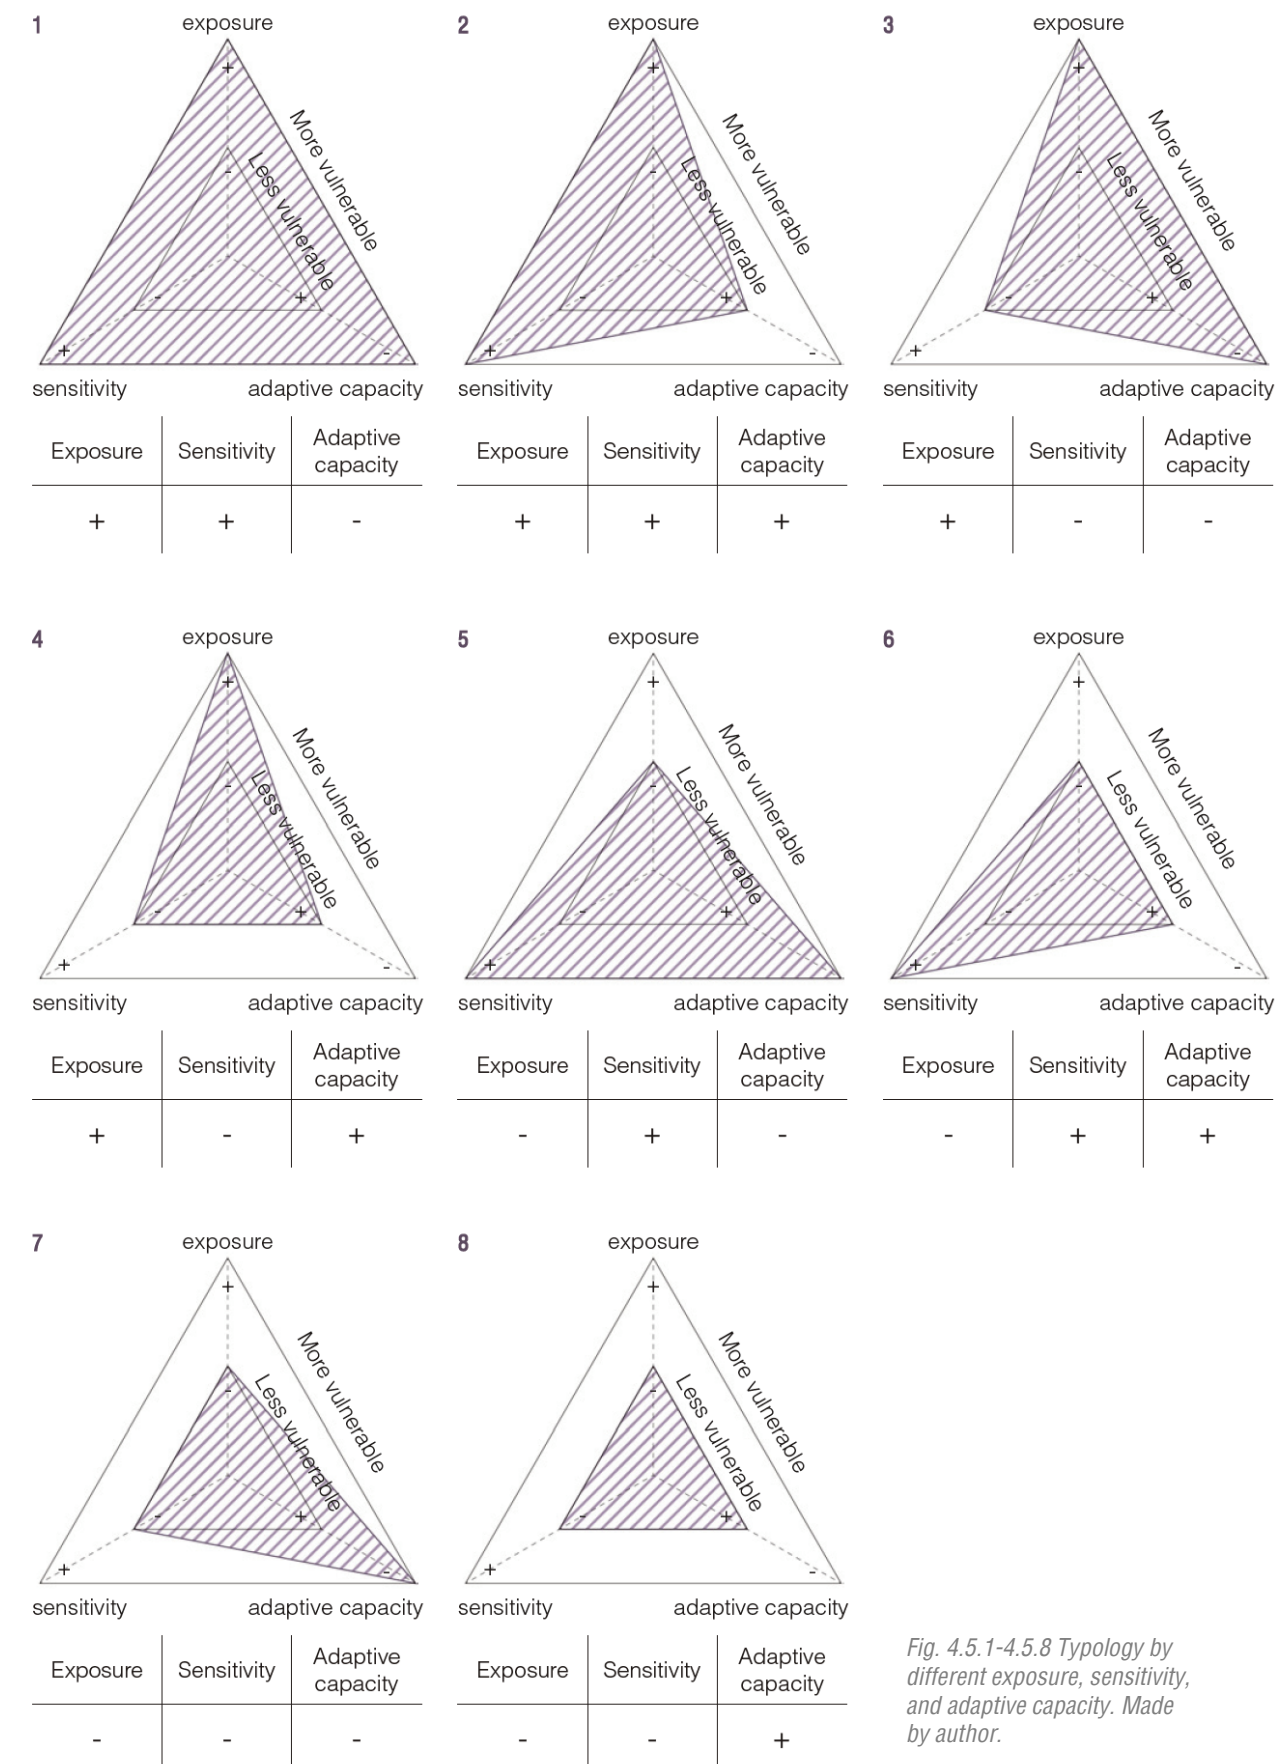 1
exposure
+
-
-
+
+
-
More vulnerable
Less vulnerable
sensitivity
adaptive capacity
Exposure Sensitivity Adaptive capacity
+ + -
2
exposure
+
-
-
+
+
-
More vulnerable
Less vulnerable
sensitivity
adaptive capacity
Exposure Sensitivity Adaptive capacity
+ + +
3
exposure
+
-
-
+
+
-
More vulnerable
Less vulnerable
sensitivity
adaptive capacity
Exposure Sensitivity Adaptive capacity
+ - -
4
exposure
+
-
-
+
+
-
More vulnerable
Less vulnerable
sensitivity
adaptive capacity
Exposure Sensitivity Adaptive capacity
+ - +
5
exposure
+
-
-
+
+
-
More vulnerable
Less vulnerable
sensitivity
adaptive capacity
Exposure Sensitivity Adaptive capacity
- + -
6
exposure
+
-
-
+
+
-
More vulnerable
Less vulnerable
sensitivity
adaptive capacity
Exposure Sensitivity Adaptive capacity
- + +
7
exposure
+
-
-
+
+
-
More vulnerable
Less vulnerable
sensitivity
adaptive capacity
Exposure Sensitivity Adaptive capacity
- - -
8
exposure
+
-
-
+
+
-
More vulnerable
Less vulnerable
sensitivity
adaptive capacity
Exposure Sensitivity Adaptive capacity
- - +
Fig. 4.5.1-4.5.8 Typology by
different exposure, sensitivity,
and adaptive capacity. Made
by author.